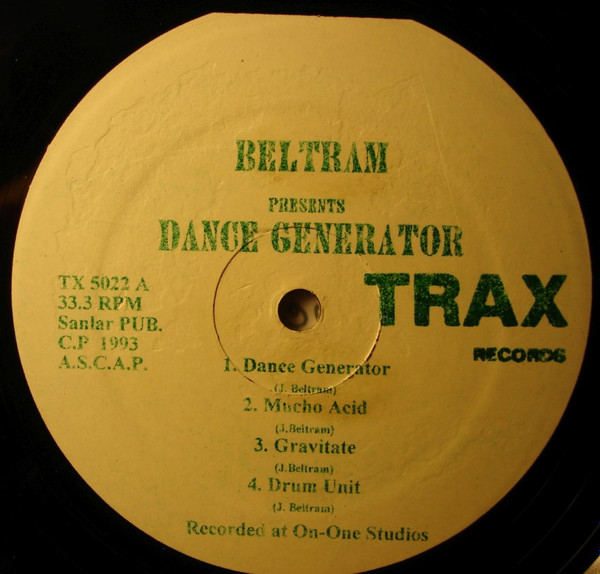 BELTRAM
PRESENTS
DANCE GENERATOR
TRAX
RECORDS
TX 5022 A
33.3 RPM
Sanlar PUB.
C.P 1993
A.S.C.A.P.
1. Dance Generator
(J. Beltram)
2. Mucho Acid
(J.Beltram)
3. Gravitate
(J.Beltram)
4. Drum Unit
(J. Beltram)
Recorded at On-One Studios